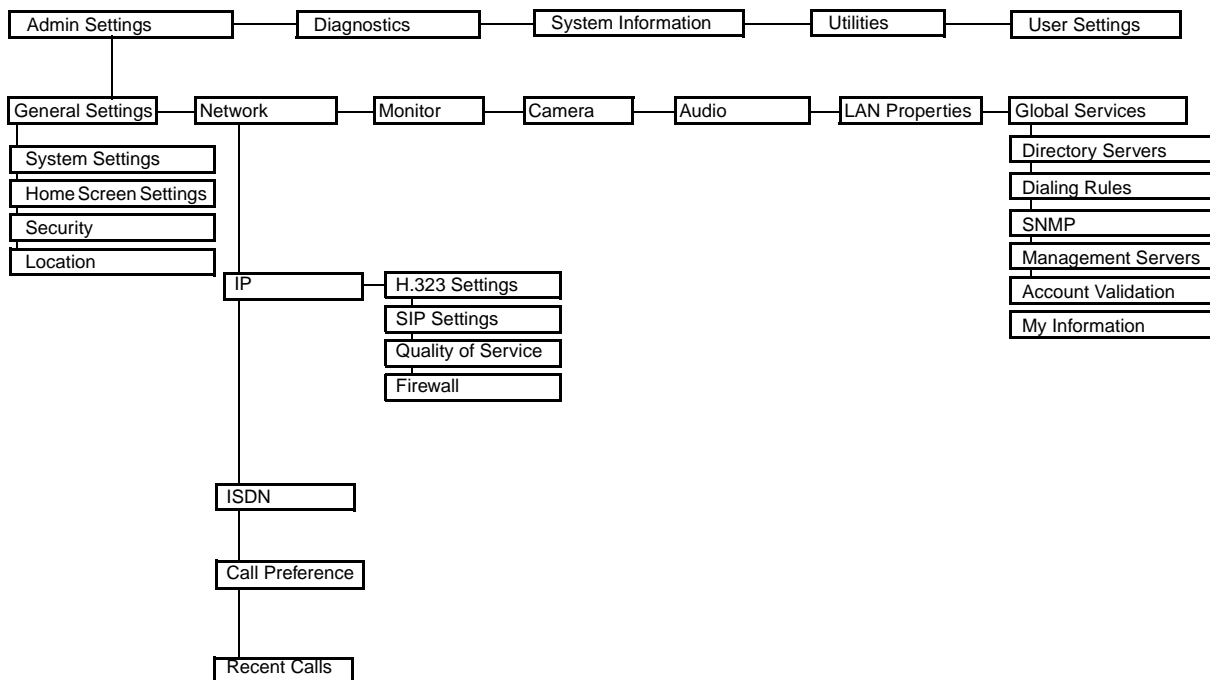 Admin Settings
Diagnostics
System Information
Utilities
User Settings
General Settings
Network
Monitor
Camera
Audio
LAN Properties
Global Services
System Settings
Home Screen Settings
Security
Location
Directory Servers
Dialing Rules
SNMP
Management Servers
Account Validation
My Information
IP
H.323 Settings
SIP Settings
Quality of Service
Firewall
ISDN
Call Preference
Recent Calls